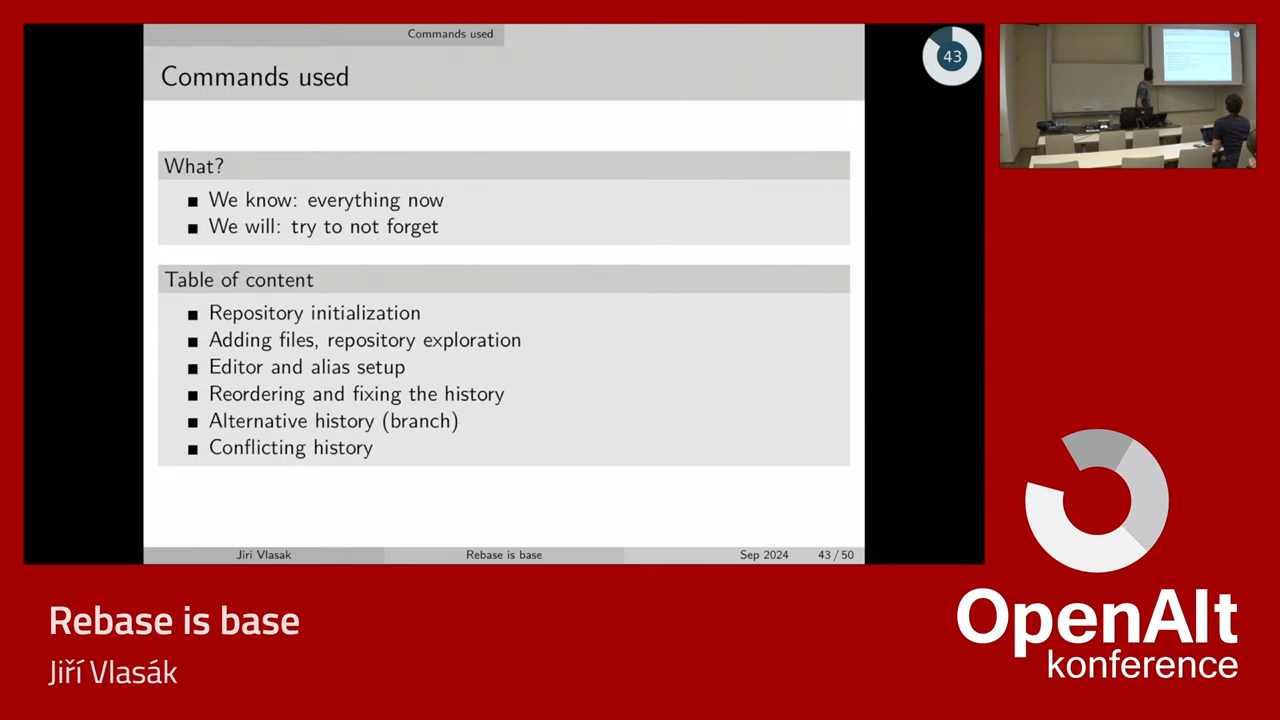 Commands used
43
Commands used
What?
We know: everything now
We will: try to not forget
Table of content
Repository initialization
Adding files, repository exploration
Editor and alias setup
Reordering and fixing the history
Alternative history (branch)
Conflicting history
Jiri Vlasak
Rebase is base
Sep 2024
43 / 50
Rebase is base
Jiří Vlasák
OpenAlt
konference